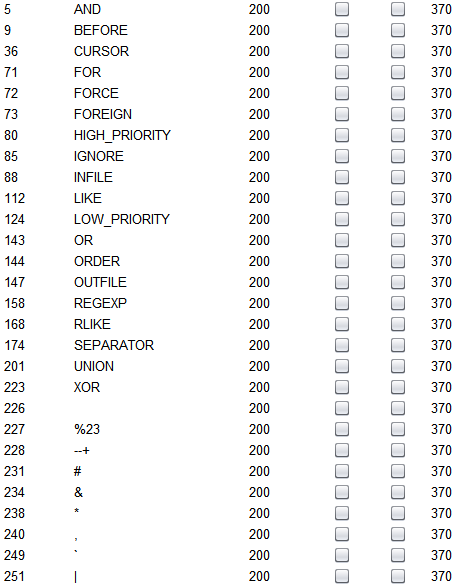 5 AND 200 370
9 BEFORE 200 370
36 CURSOR 200 370
71 FOR 200 370
72 FORCE 200 370
73 FOREIGN 200 370
80 HIGH_PRIORITY 200 370
85 IGNORE 200 370
88 INFILE 200 370
112 LIKE 200 370
124 LOW_PRIORITY 200 370
143 OR 200 370
144 ORDER 200 370
147 OUTFILE 200 370
158 REGEXP 200 370
168 RLIKE 200 370
174 SEPARATOR 200 370
201 UNION 200 370
223 XOR 200 370
226 200 370
227 %23 200 370
228 --+ 200 370
231 # 200 370
234 & 200 370
238 * 200 370
240 , 200 370
249 ` 200 370
251 | 200 370